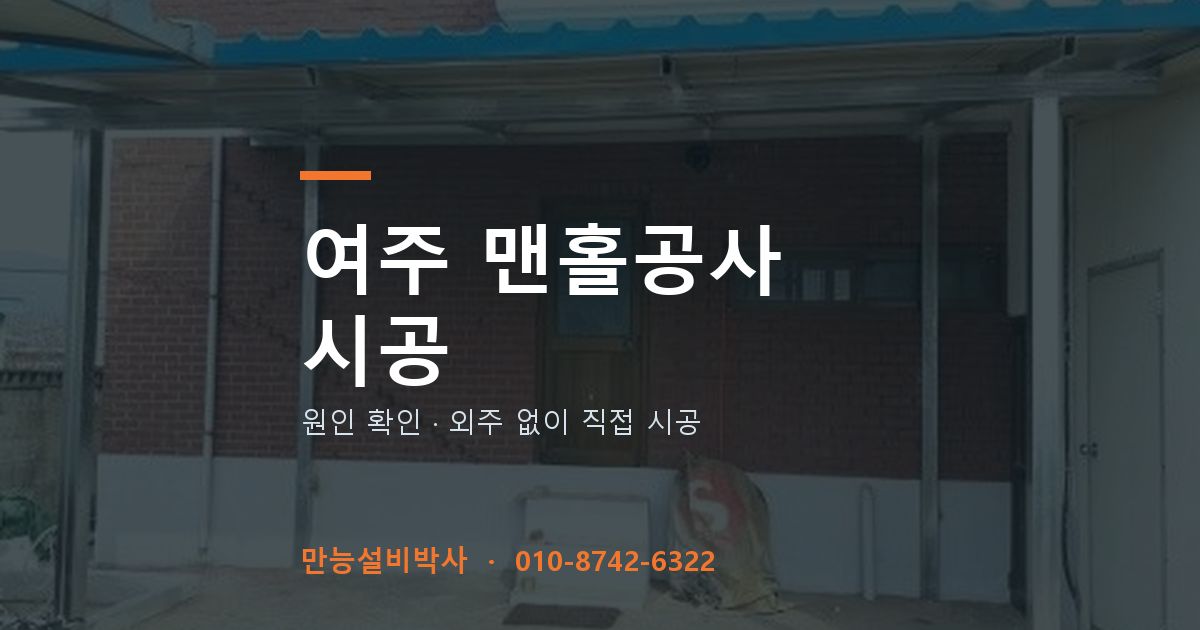 여주 맨홀공사
시공
원인 확인 · 외주 없이 직접 시공
만능설비박사 · 010-8742-6322
S